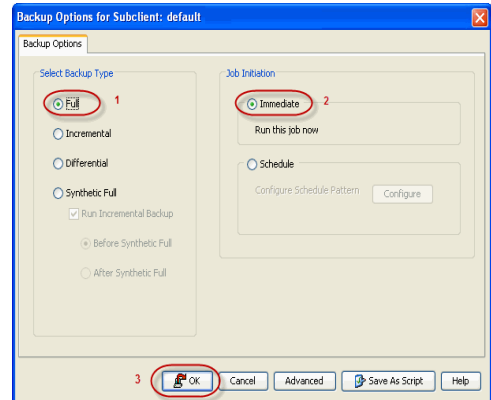 Backup Options for Subclient: default
Backup Options
Select Backup Type
Full
1
Incremental
Differential
Synthetic Full
Run Incremental Backup
Before Synthetic Full
After Synthetic Full
Job Initiation
Immediate
2
Run this job now
Schedule
Configure Schedule Pattern
Configure
3
OK
Cancel
Advanced
Save As Script
Help